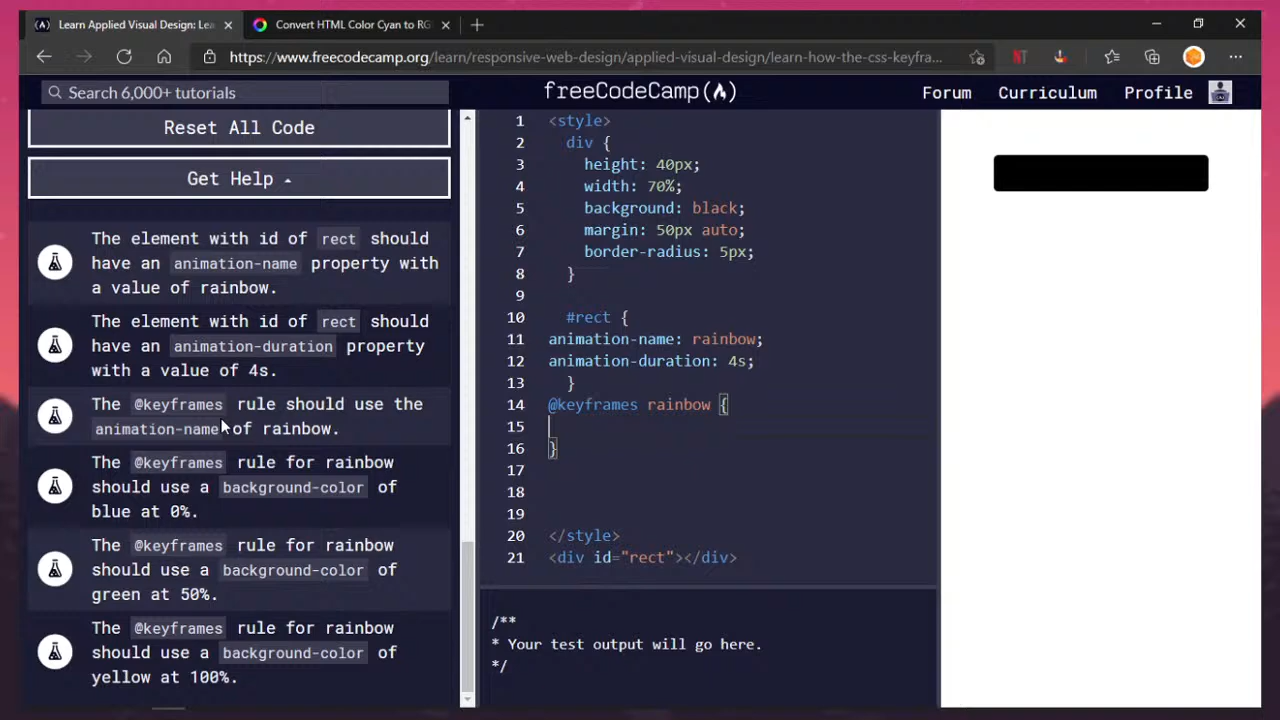 Learn Applied Visual Design: Le
Convert HTML Color Cyan to RG
https://www.freecodecamp.org/learn/responsive-web-design/applied-visual-design/learn-how-the-css-keyfra...
Search 6,000+ tutorials
freeCodeCamp
Forum
Curriculum
Profile
Reset All Code
Get Help
The element with id of rect should
have an animation-name property with
a value of rainbow.
The element with id of rect should
have an animation-duration property
with a value of 4s.
The @keyframes rule should use the
animation-name of rainbow.
The @keyframes rule for rainbow
should use a background-color of
blue at 0%.
The @keyframes rule for rainbow
should use a background-color of
green at 50%.
The @keyframes rule for rainbow
should use a background-color of
yellow at 100%.
1 <style>
2 div {
3 height: 40px;
4 width: 70%;
5 background: black;
6 margin: 50px auto;
7 border-radius: 5px;
8 }
9
10 #rect {
11 animation-name: rainbow;
12 animation-duration: 4s;
13 }
14 @keyframes rainbow {
15
16 }
17
18
19
20 </style>
21 <div id="rect"></div>
/**
* Your test output will go here.
*/